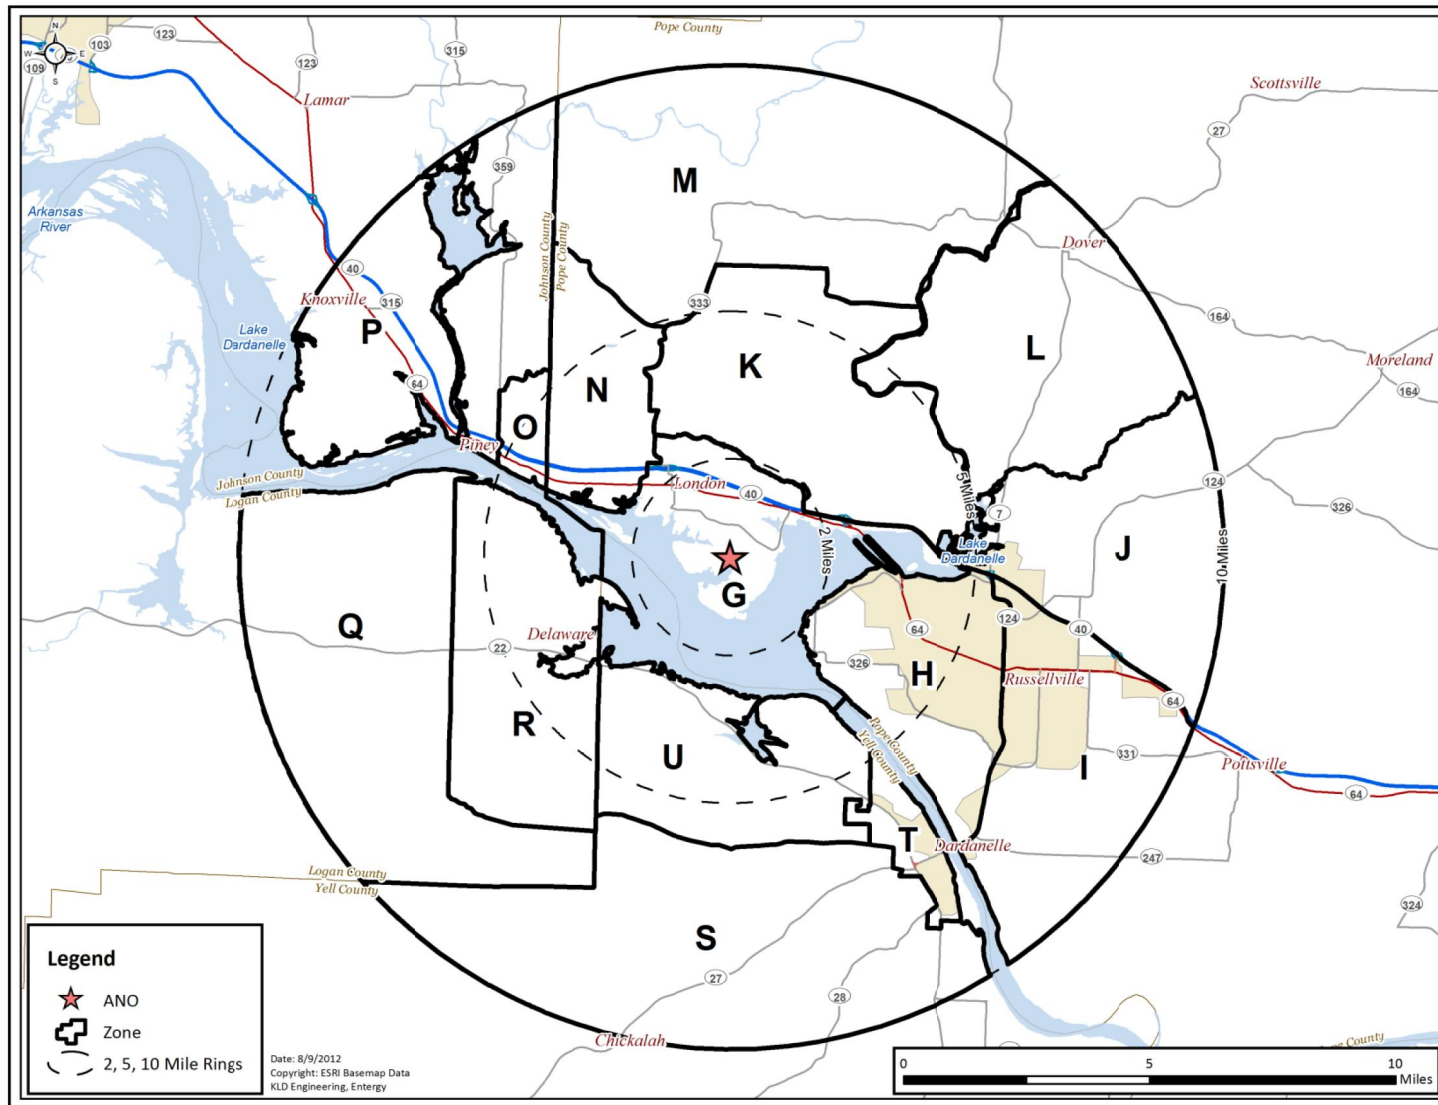 Pope County
123
315
103
N
W
E
S
109
123
Lamar
Scottsville
27
359
M
Arkansas
River
Johnson County
Pope County
Dover
40
Knoxville
315
333
164
P
Lake
Dardanelle
L
Moreland
K
64
N
164
O
Piney
Johnson County
Logan County
London
40
5 Miles
124
7
326
2 Miles
Lake
Dardanelle
J
10 Miles
G
Q
124
40
Delaware
64
22
326
H
Russellville
64
R
Pope County
Yell County
U
331
Pottsville
I
64
T
Dardanelle
247
Logan County
Yell County
324
S
27
28
Chickalah
Legend
ANO
Zone
2, 5, 10 Mile Rings
Date: 8/9/2012
Copyright: ESRI Basemap Data
KLD Engineering, Entergy
0
5
10
Miles